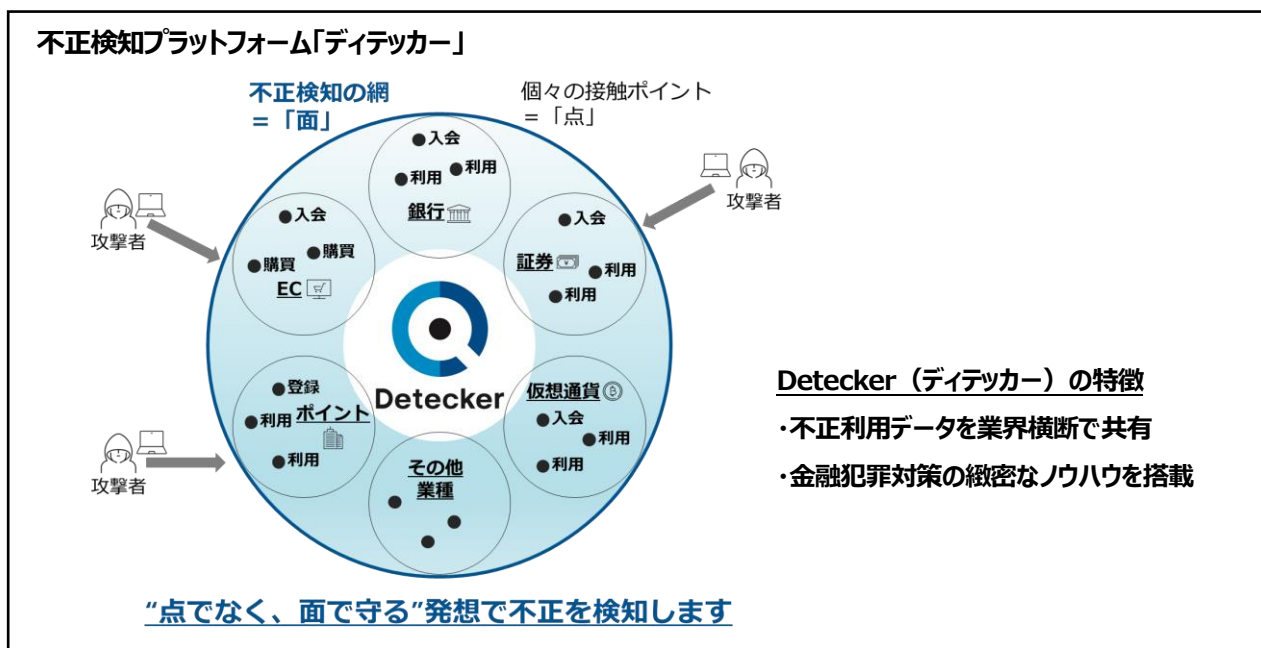 不正検知プラットフォーム「ディテッカー」
不正検知の網
=「面」
個々の接触ポイント
=「点」
●入会
●利用
●利用
銀行
攻撃者
●入会
●購買
●購買
EC
攻撃者
●入会
証券
●利用
●利用
Detecker
●登録
●利用
ポイント
●利用
攻撃者
仮想通貨
●入会
●利用
●利用
その他
業種
Detecker（ディテッカー）の特徴
・不正利用データを業界横断で共有
・金融犯罪対策の緻密なノウハウを搭載
“点でなく、面で守る”発想で不正を検知します